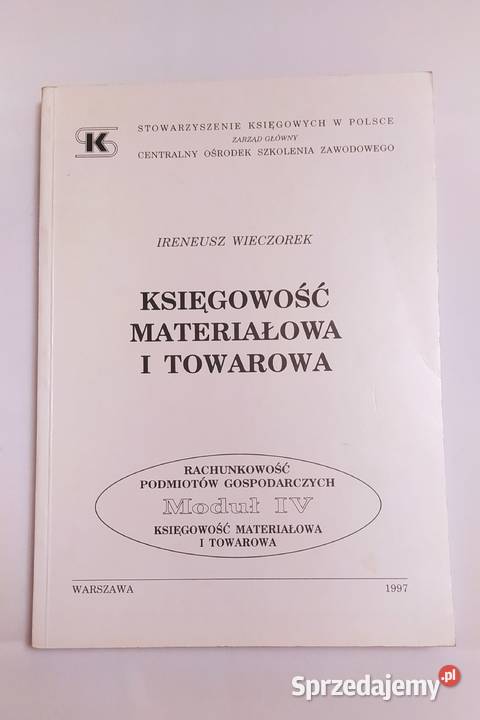 SK
STOWARZYSZENIE KSIĘGOWYCH W POLSCE
ZARZĄD GŁÓWNY
CENTRALNY OŚRODEK SZKOLENIA ZAWODOWEGO
IRENEUSZ WIECZOREK
KSIĘGOWOŚĆ
MATERIAŁOWA
I TOWAROWA
RACHUNKOWOŚĆ
PODMIOTÓW GOSPODARCZYCH
Moduł IV
KSIĘGOWOŚĆ MATERIAŁOWA
I TOWAROWA
WARSZAWA 1997
Sprzedajemy.pl